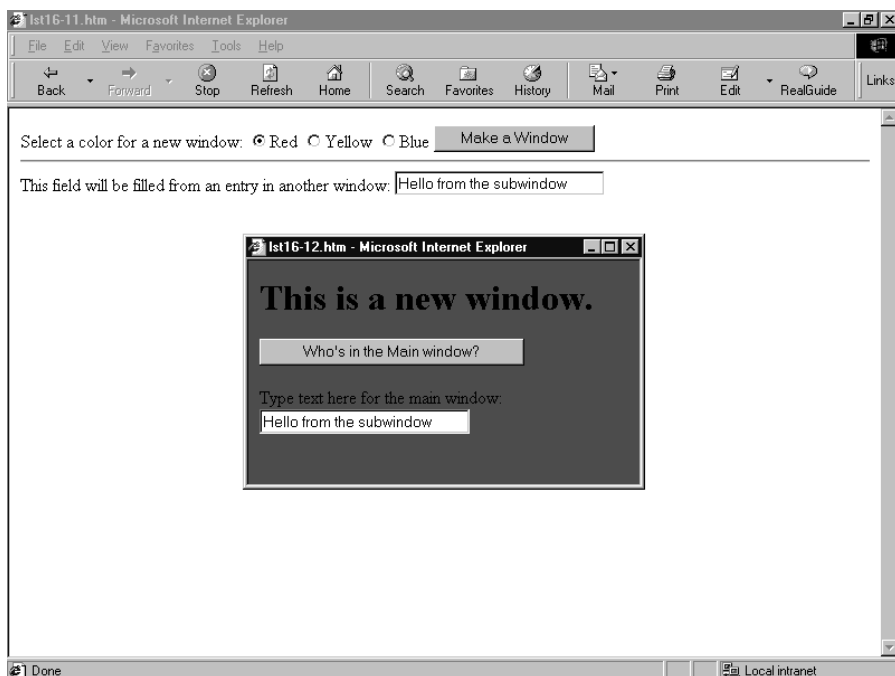 lst16-11.htm - Microsoft Internet Explorer
File Edit View Favorites Tools Help
Back Forward Stop Refresh Home Search Favorites History Mail Print Edit RealGuide Links
Select a color for a new window: Red Yellow Blue Make a Window
This field will be filled from an entry in another window: Hello from the subwindow
lst16-12.htm - Microsoft Internet Explorer
This is a new window.
Who's in the Main window?
Type text here for the main window:
Hello from the subwindow
Done Local intranet